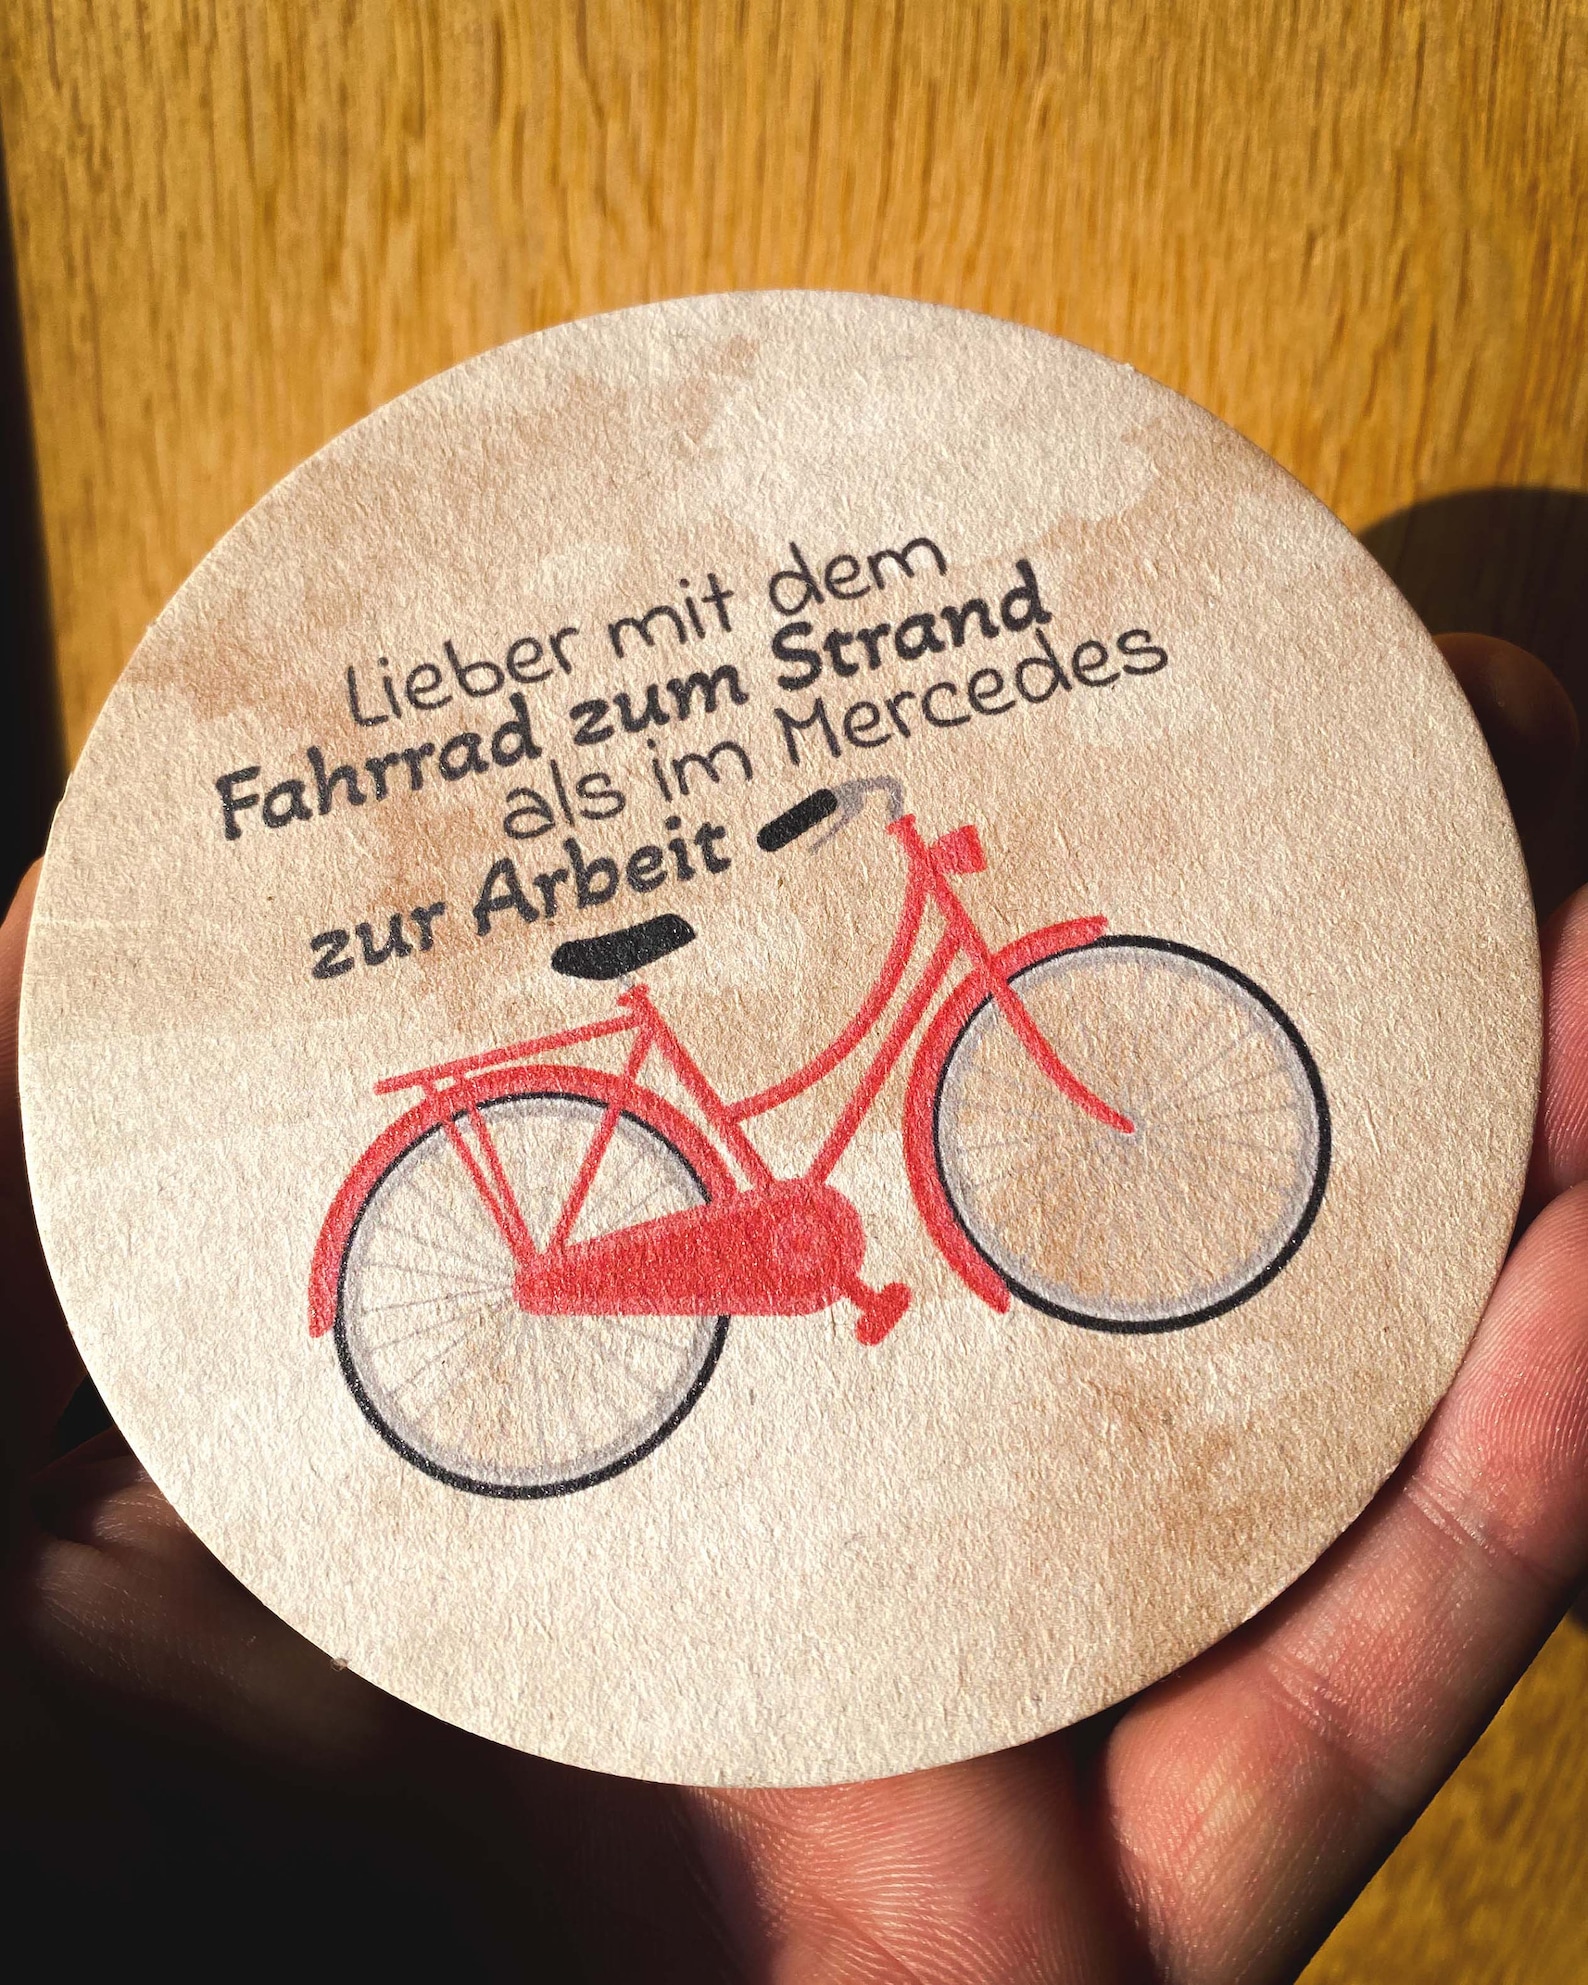 Lieber mit dem
Fahrrad zum Strand
als im Mercedes
zur Arbeit